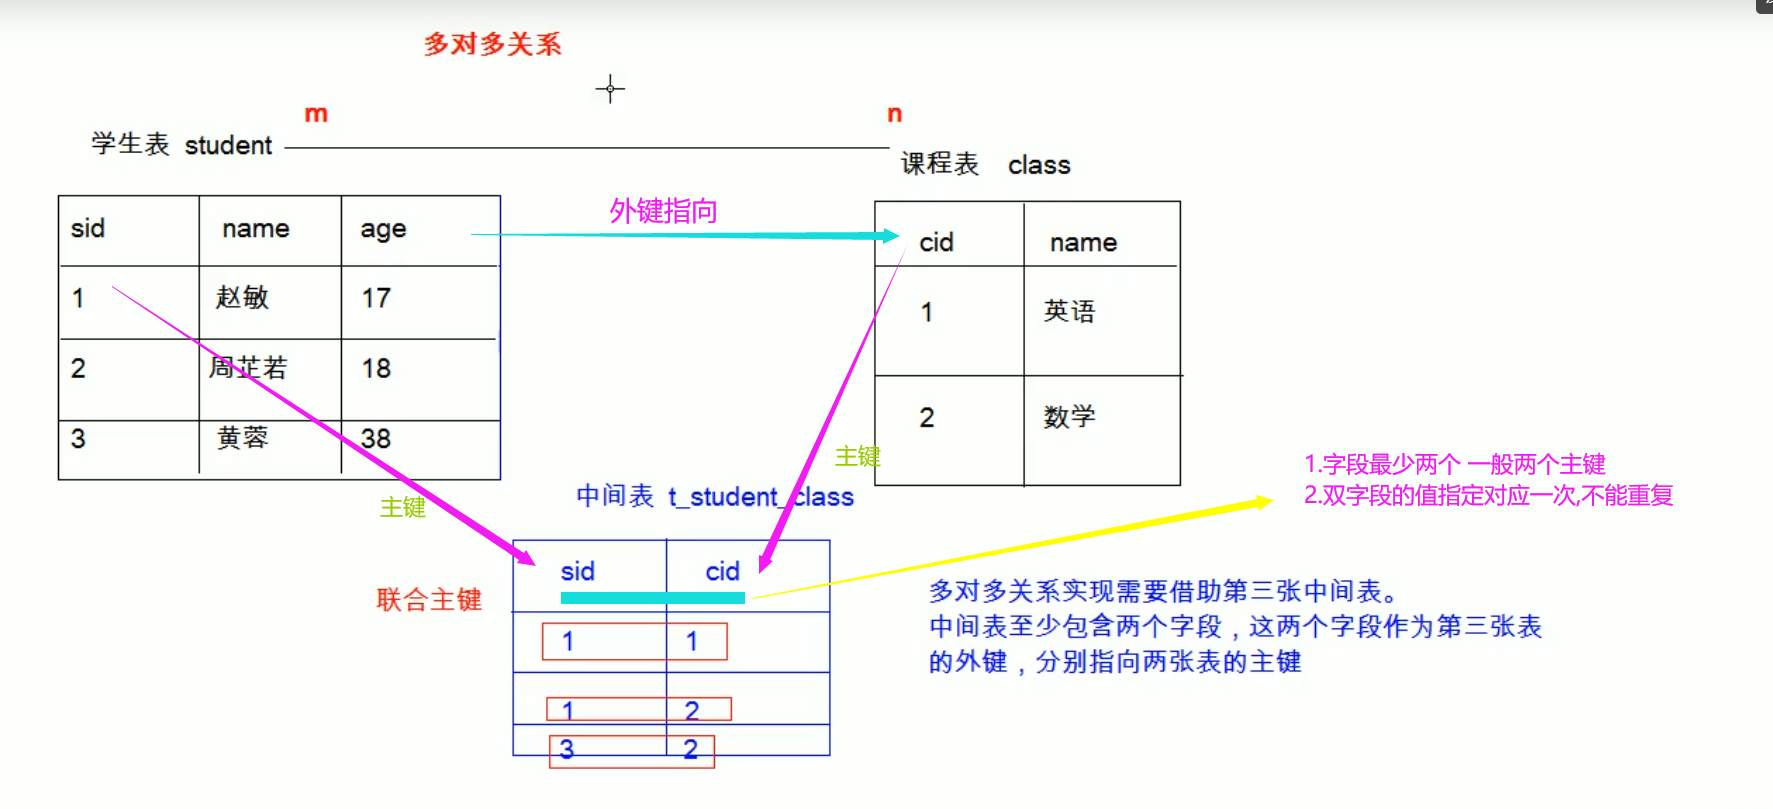 多对多关系
m
n
学生表 student
课程表 class
外键指向
sid name age
1 赵敏 17
2 周芷若 18
3 黄蓉 38
cid name
1 英语
2 数学
主键
主键
中间表 t_student_class
联合主键
sid cid
1 1
1 2
3 2
1.字段最少两个 一般两个主键
2.双字段的值指定对应一次,不能重复
多对多关系实现需要借助第三张中间表。
中间表至少包含两个字段，这两个字段作为第三张表
的外键，分别指向两张表的主键